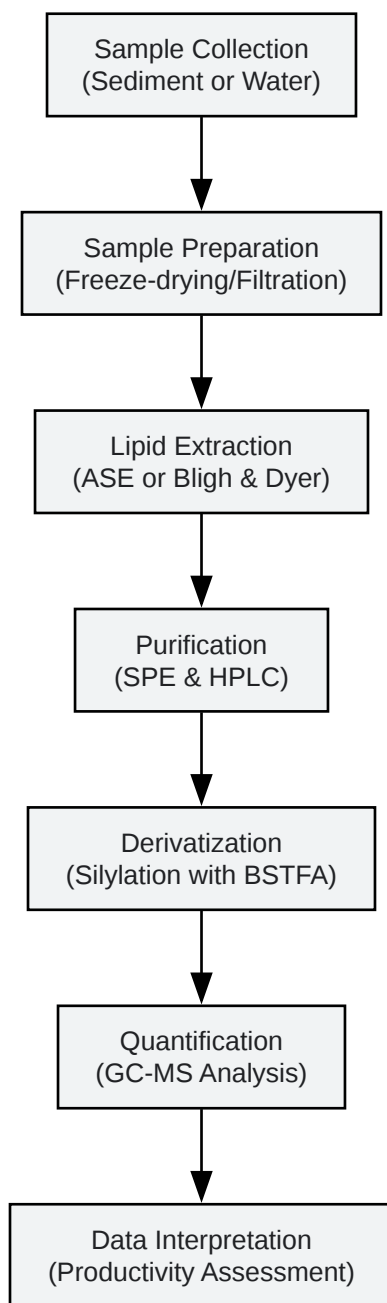 Sample Collection
(Sediment or Water)
Sample Preparation
(Freeze-drying/Filtration)
Lipid Extraction
(ASE or Bligh & Dyer)
Purification
(SPE & HPLC)
Derivatization
(Silylation with BSTFA)
Quantification
(GC-MS Analysis)
Data Interpretation
(Productivity Assessment)